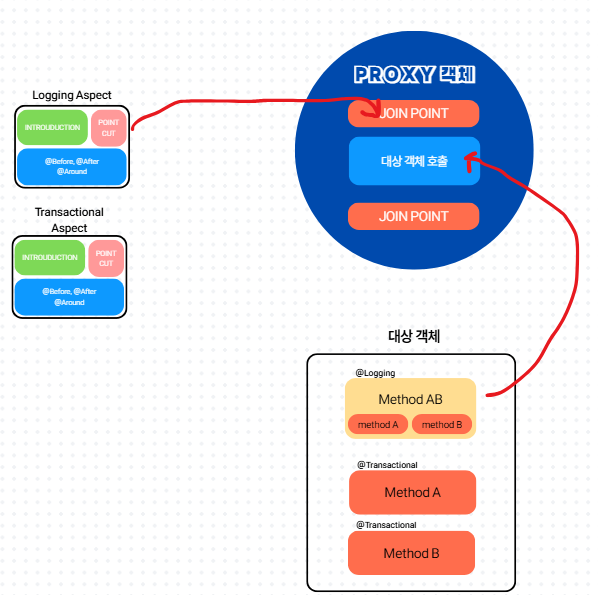 Logging Aspect
INTROUDUCTION
POINT
CUT
@Before, @After
@Around
Transactional
Aspect
INTROUDUCTION
POINT
CUT
@Before, @After
@Around
PROXY 객체
JOIN POINT
대상 객체 호출
JOIN POINT
대상 객체
@Logging
Method AB
method A
method B
@Transactional
Method A
@Transactional
Method B